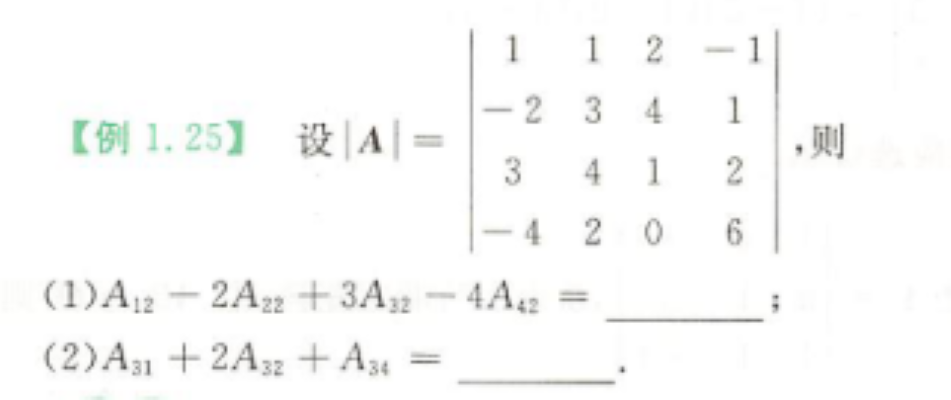 【例 1.25】 设|A|= | 1 1 2 -1 |
| -2 3 4 1 |
| 3 4 1 2 |
| -4 2 0 6 | ,则
(1)A₁₂ - 2A₂₂ + 3A₃₂ - 4A₄₂ = ________;
(2)A₃₁ + 2A₃₂ + A₃₄ = ________.